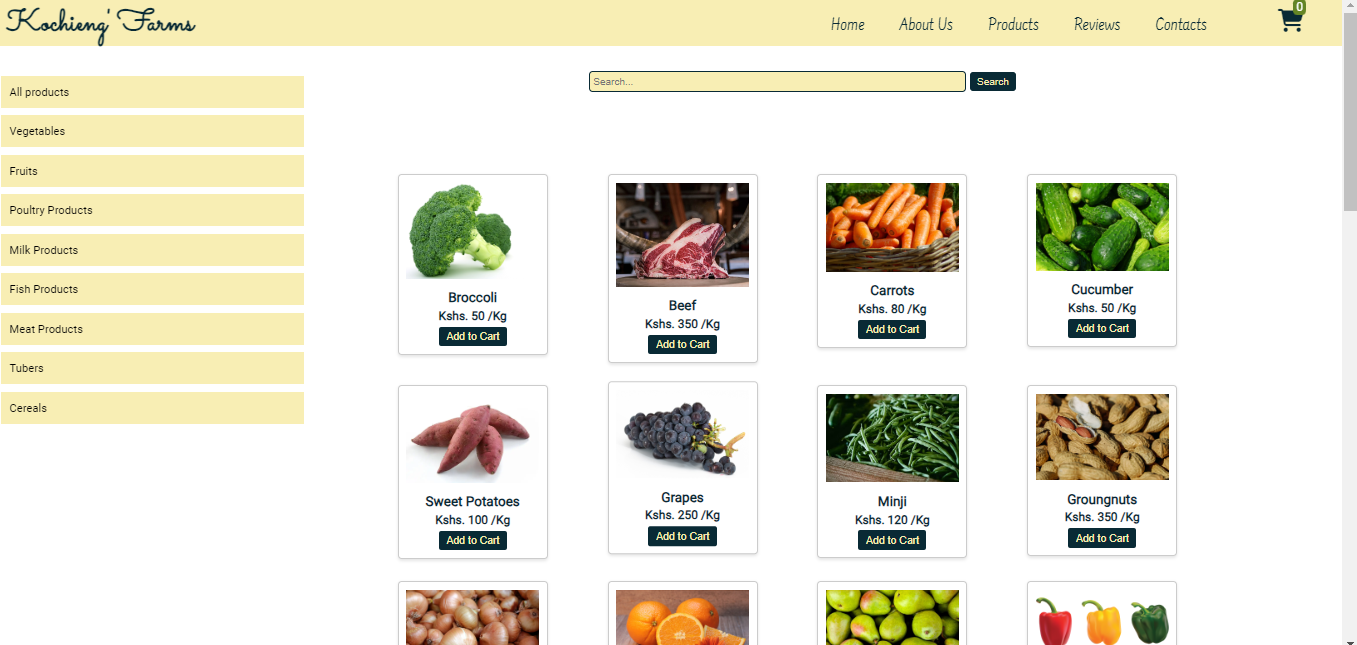 Kochieng' Farms
Home
About Us
Products
Reviews
Contacts
0
Search...
Search
All products
Vegetables
Fruits
Poultry Products
Milk Products
Fish Products
Meat Products
Tubers
Cereals
Broccoli
Kshs. 50 /Kg
Add to Cart
Beef
Kshs. 350 /Kg
Add to Cart
Carrots
Kshs. 80 /Kg
Add to Cart
Cucumber
Kshs. 50 /Kg
Add to Cart
Sweet Potatoes
Kshs. 100 /Kg
Add to Cart
Grapes
Kshs. 250 /Kg
Add to Cart
Minji
Kshs. 120 /Kg
Add to Cart
Groungnuts
Kshs. 350 /Kg
Add to Cart